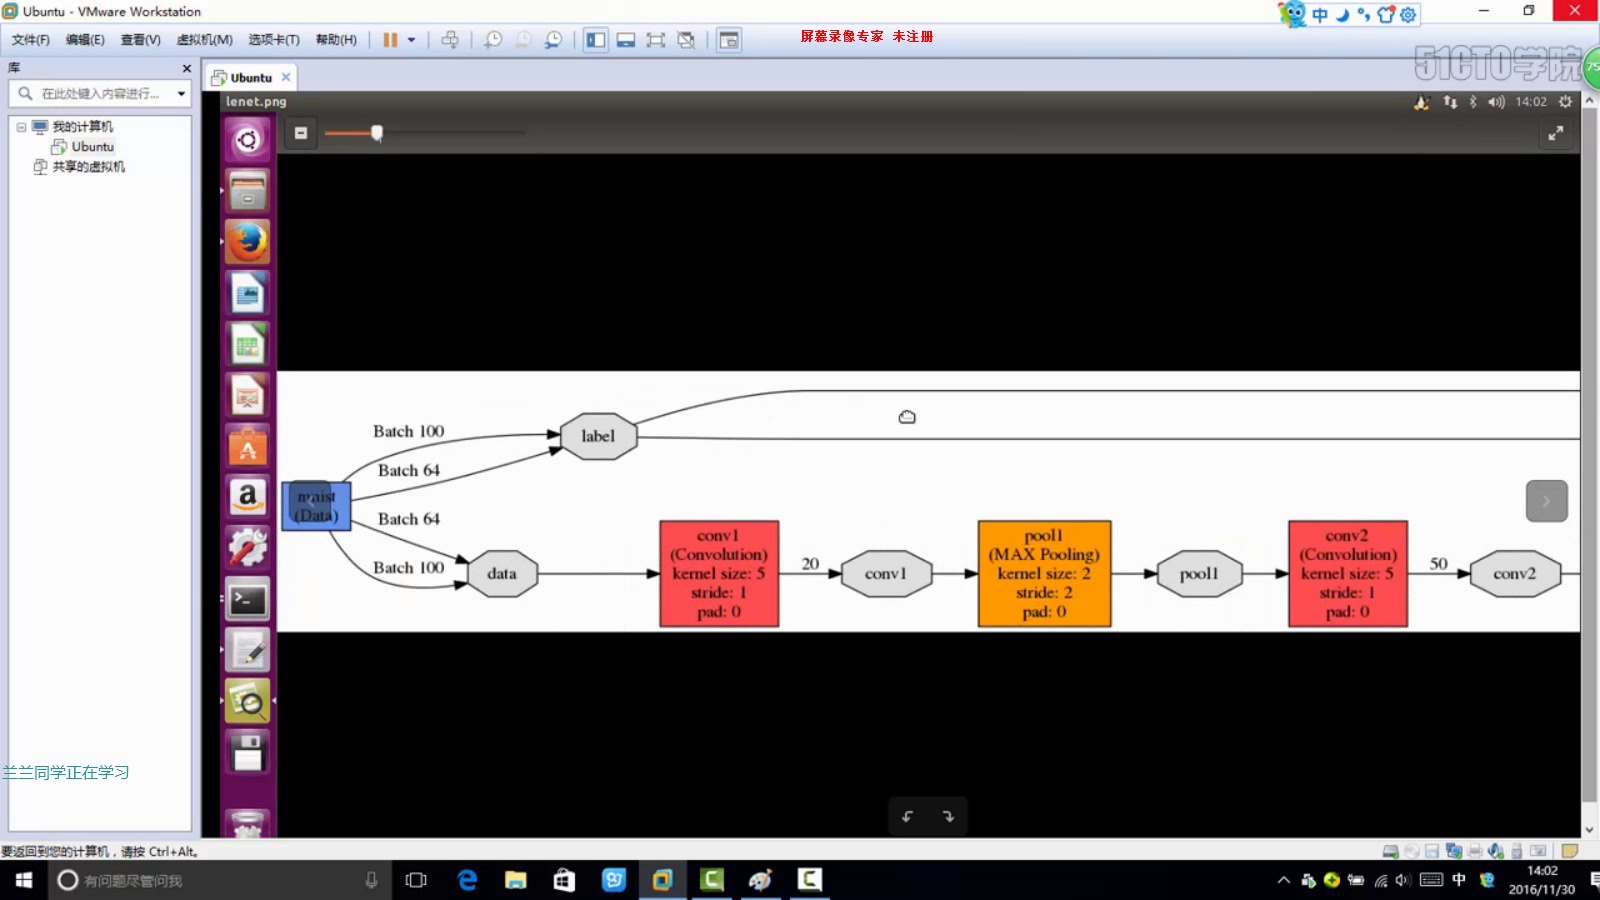 Ubuntu - VMware Workstation
中
文件(F) 编辑(E) 查看(V) 虚拟机(M) 选项卡(T) 帮助(H)
屏幕录像专家 未注册
51CTO学院
75
库
Ubuntu
在此处键入内容进行...
我的计算机
Ubuntu
共享的虚拟机
lenet.png
14:02
Batch 100
Batch 64
Batch 64
Batch 100
mnist
(Data)
label
data
conv1
(Convolution)
kernel size: 5
stride: 1
pad: 0
20
conv1
pool1
(MAX Pooling)
kernel size: 2
stride: 2
pad: 0
pool1
conv2
(Convolution)
kernel size: 5
stride: 1
pad: 0
50
conv2
兰兰同学正在学习
要返回到您的计算机，请按 Ctrl+Alt。
有问题尽管问我
中
14:02
2016/11/30